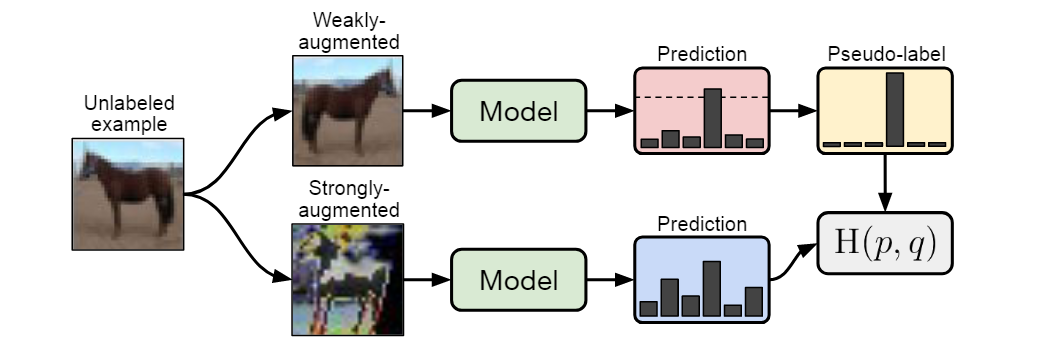 Unlabeled
example
Weakly-
augmented
Model
Prediction
Pseudo-label
Strongly-
augmented
Model
Prediction
H(p, q)